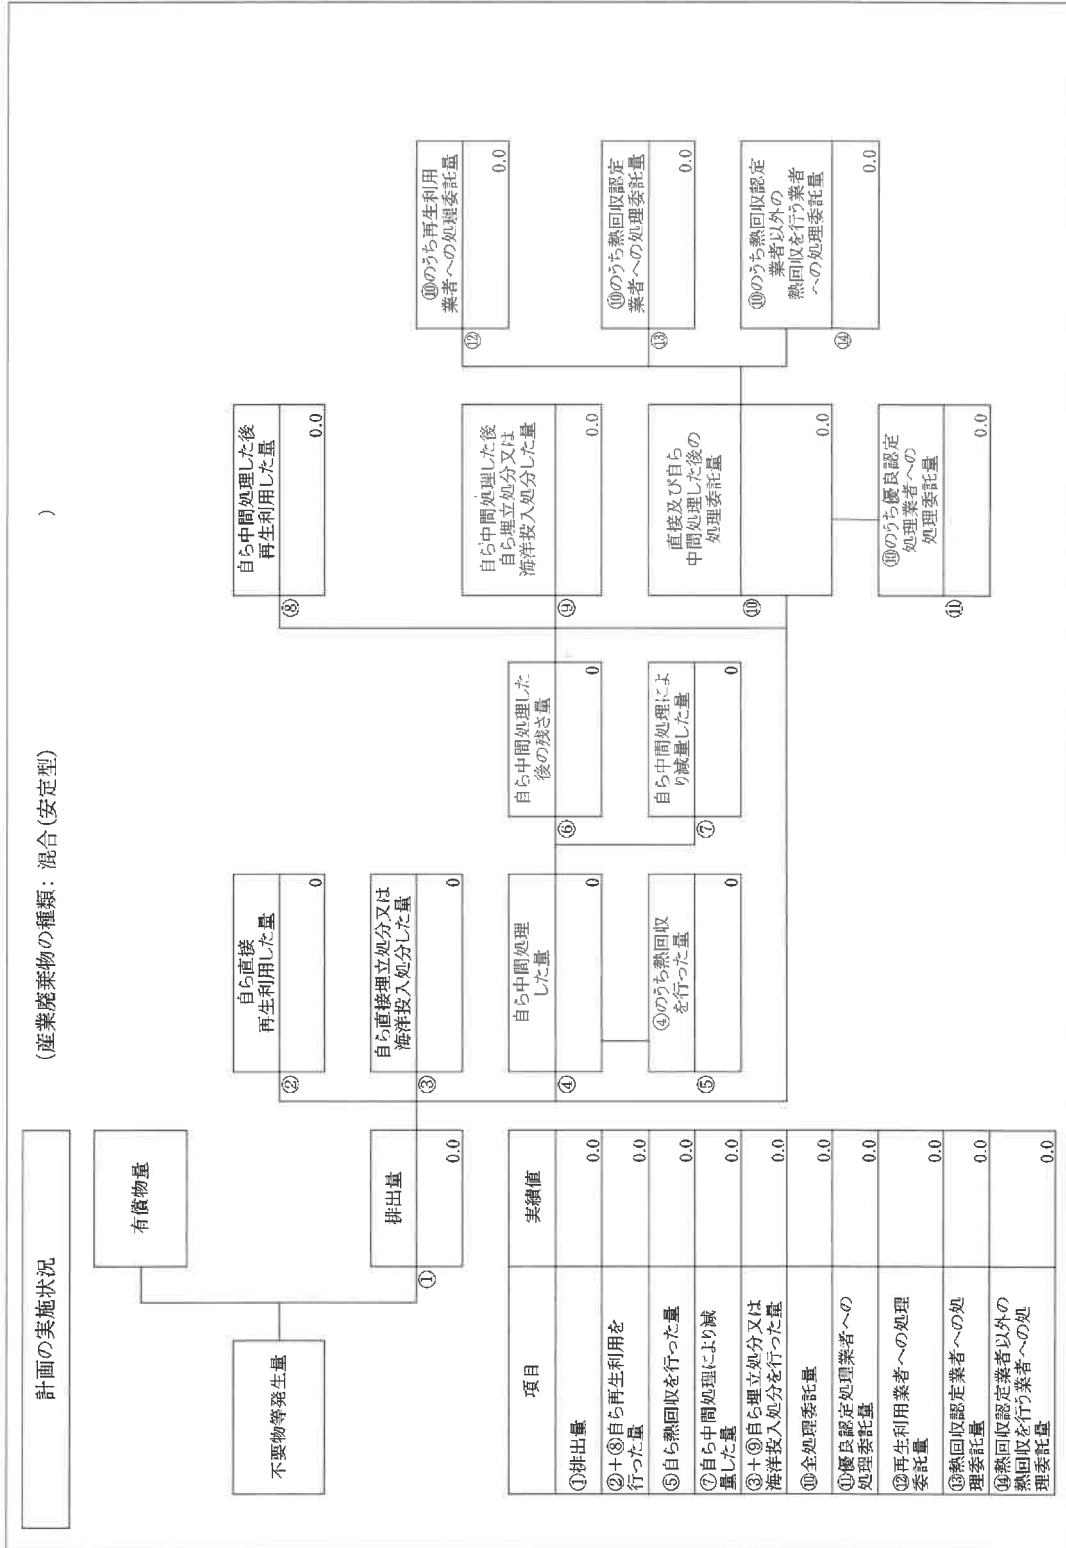 計画の実施状況
(産業廃棄物の種類: 混合(安定型)
)
不要物等発生量
有償物量
①
排出量
0.0
②
自ら直接
再生利用した量
0
③
自ら直接埋立処分又は
海洋投入処分した量
0
④
自ら中間処理
した量
0
⑤
④のうち熱回収
を行った量
0
⑥
自ら中間処理した
後の残さ量
0
⑦
自ら中間処理によ
り減量した量
0
⑧
自ら中間処理した後
再生利用した量
0.0
⑨
自ら中間処理した後
自ら埋立処分又は
海洋投入処分した量
0.0
⑩
直接及び自ら
中間処理した後の
処理委託量
0.0
⑪
⑩のうち優良認定
処理業者への
処理委託量
0.0
⑫
⑩のうち再生利用
業者への処理委託量
0.0
⑬
⑩のうち熱回収認定
業者への処理委託量
0.0
⑭
⑩のうち熱回収認定
業者以外の
熱回収を行う業者
への処理委託量
0.0
項目 実績値
①排出量 0.0
②+⑧自ら再生利用を
行った量 0.0
⑤自ら熱回収を行った量 0.0
⑦自ら中間処理により減
量した量 0.0
③+⑨自ら埋立処分又は
海洋投入処分を行った量 0.0
⑩全処理委託量 0.0
⑪優良認定処理業者への
処理委託量 0.0
⑫再生利用業者への処理
委託量 0.0
⑬熱回収認定業者への処
理委託量 0.0
⑭熱回収認定業者以外の
熱回収を行う業者への処
理委託量 0.0